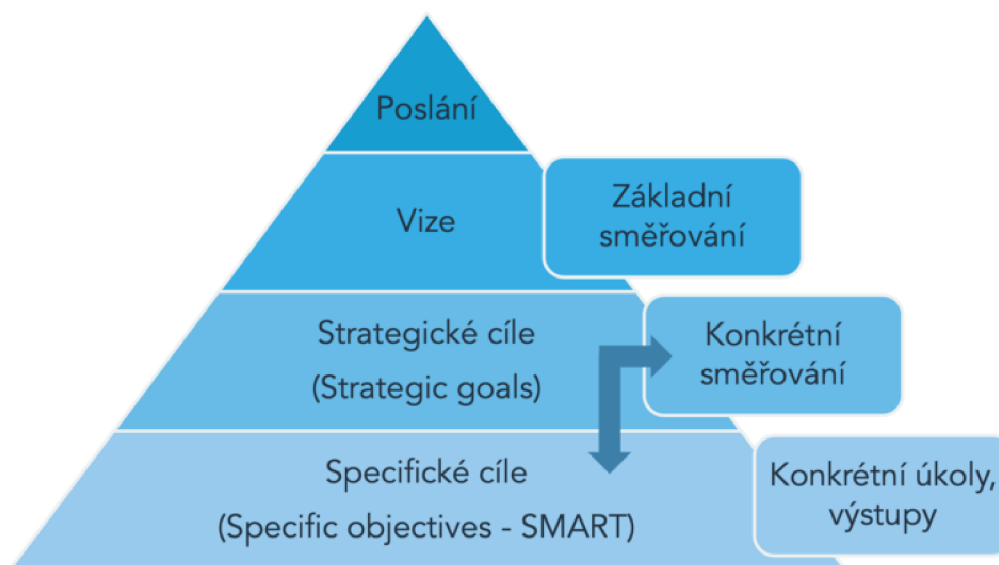 Poslání
Vize
Základní
směřování
Strategické cíle
(Strategic goals)
Konkrétní
směřování
Specifické cíle
(Specific objectives - SMART)
Konkrétní úkoly,
výstupy